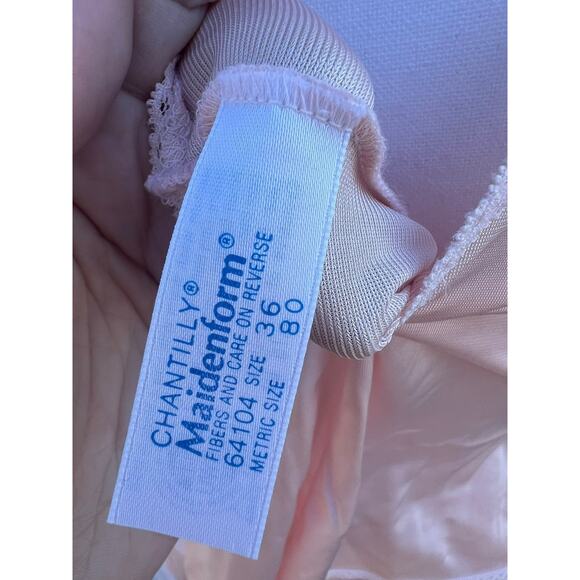 CHANTILLY®
Maidenform®
FIBERS AND CARE ON REVERSE
64104 SIZE 36
METRIC SIZE 80